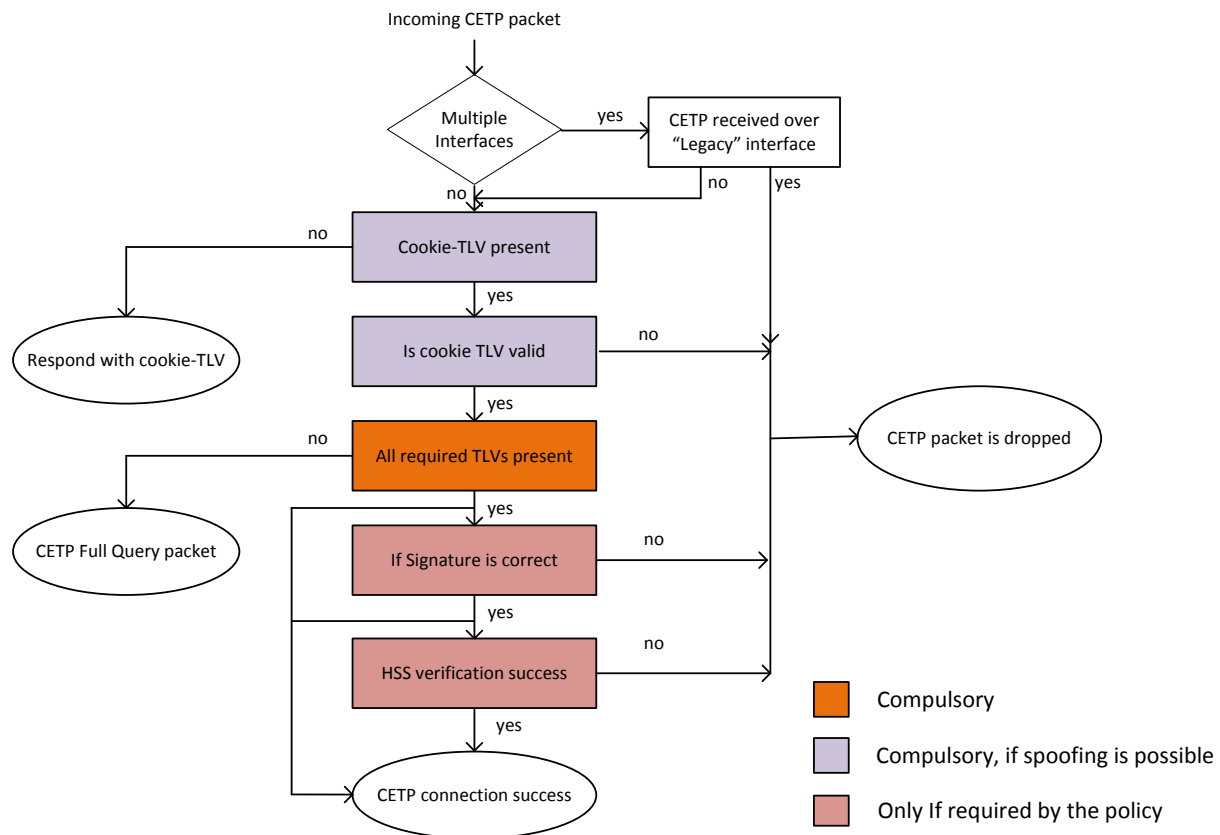 Incoming CETP packet
Multiple
Interfaces
yes
CETP received over
“Legacy” interface
no
no
yes
no
Cookie-TLV present
yes
Respond with cookie-TLV
Is cookie TLV valid
no
yes
no
All required TLVs present
CETP packet is dropped
yes
CETP Full Query packet
If Signature is correct
no
yes
HSS verification success
no
yes
CETP connection success
Compulsory
Compulsory, if spoofing is possible
Only If required by the policy